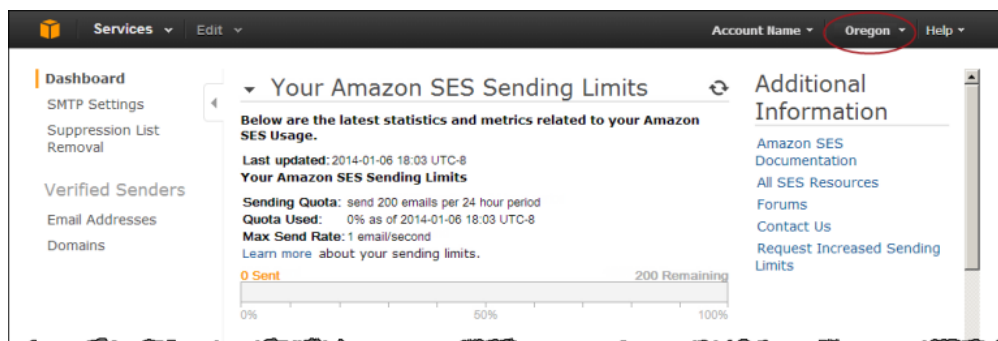 Services Edit Account Name Oregon Help
Dashboard
SMTP Settings
Suppression List
Removal
Verified Senders
Email Addresses
Domains
Your Amazon SES Sending Limits
Below are the latest statistics and metrics related to your Amazon
SES Usage.
Last updated: 2014-01-06 18:03 UTC-8
Your Amazon SES Sending Limits
Sending Quota: send 200 emails per 24 hour period
Quota Used: 0% as of 2014-01-06 18:03 UTC-8
Max Send Rate: 1 email/second
Learn more about your sending limits.
0 Sent 200 Remaining
0% 50% 100%
Additional
Information
Amazon SES
Documentation
All SES Resources
Forums
Contact Us
Request Increased Sending
Limits